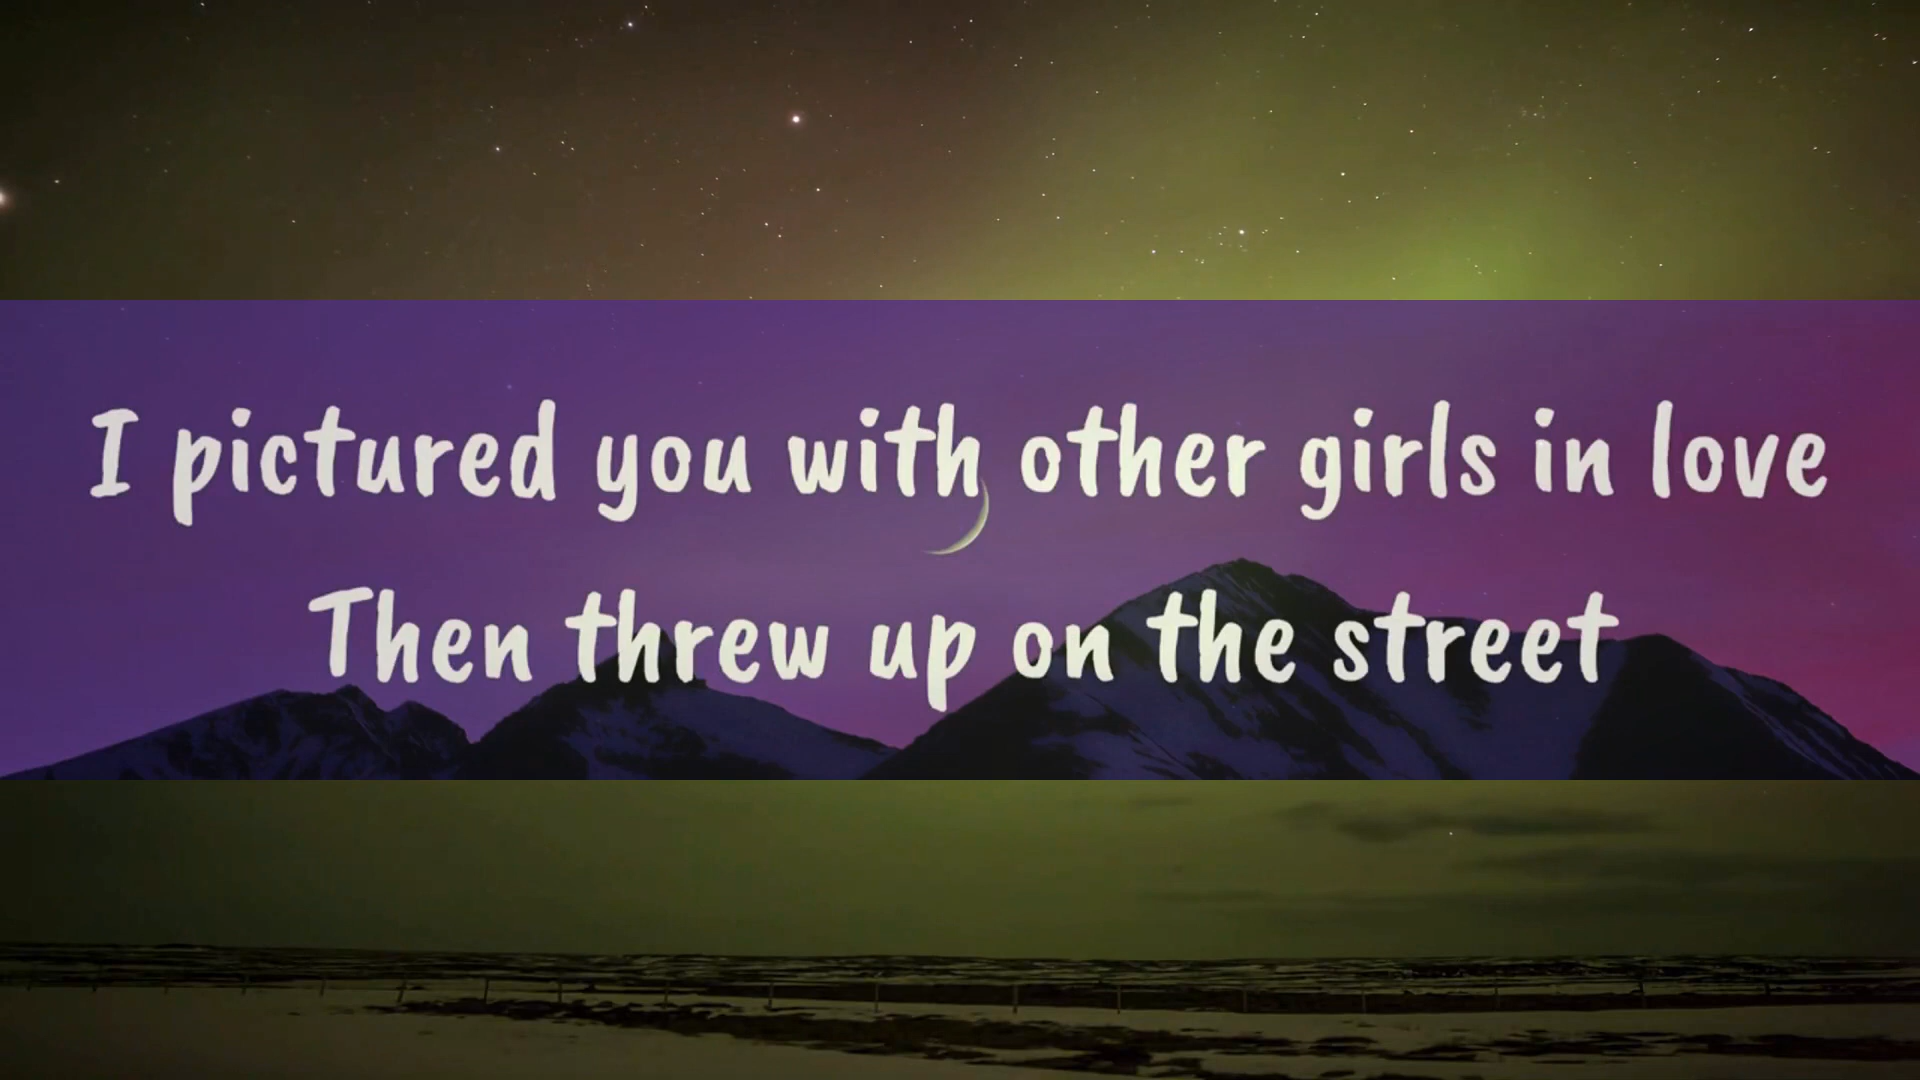 I pictured you with other girls in love
Then threw up on the street